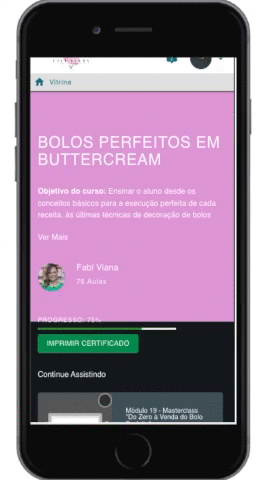 Vitrine
BOLOS PERFEITOS EM
BUTTERCREAM
Objetivo do curso: Ensinar o aluno desde os
conceitos básicos para a execução perfeita de cada
receita, às últimas técnicas de decoração de bolos
Ver Mais
Fabi Viana
76 Aulas
PROGRESSO: 75%
IMPRIMIR CERTIFICADO
Continue Assistindo
Módulo 19 - Masterclass
"Do Zero à Venda do Bolo